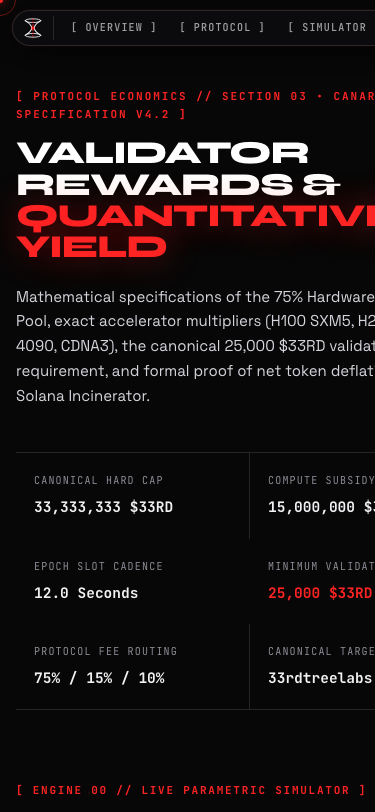 [ OVERVIEW ] [ PROTOCOL ] [ SIMULATOR
[ PROTOCOL ECONOMICS // SECTION 03 · CANAR
SPECIFICATION V4.2 ]
VALIDATOR
REWARDS &
QUANTITATIVE
YIELD
Mathematical specifications of the 75% Hardware
Pool, exact accelerator multipliers (H100 SXM5, H2
4090, CDNA3), the canonical 25,000 $33RD validat
requirement, and formal proof of net token deflat
Solana Incinerator.
CANONICAL HARD CAP
33,333,333 $33RD
COMPUTE SUBSIDY
15,000,000 $3
EPOCH SLOT CADENCE
12.0 Seconds
MINIMUM VALIDAT
25,000 $33RD
PROTOCOL FEE ROUTING
75% / 15% / 10%
CANONICAL TARGE
33rdtreelabs
[ ENGINE 00 // LIVE PARAMETRIC SIMULATOR ]